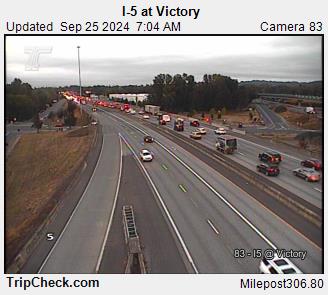 I-5 at Victory
Updated Sep 25 2024 7:04 AM Camera 83
S
83 - I5 @ Victory
TripCheck.com Milepost306.80